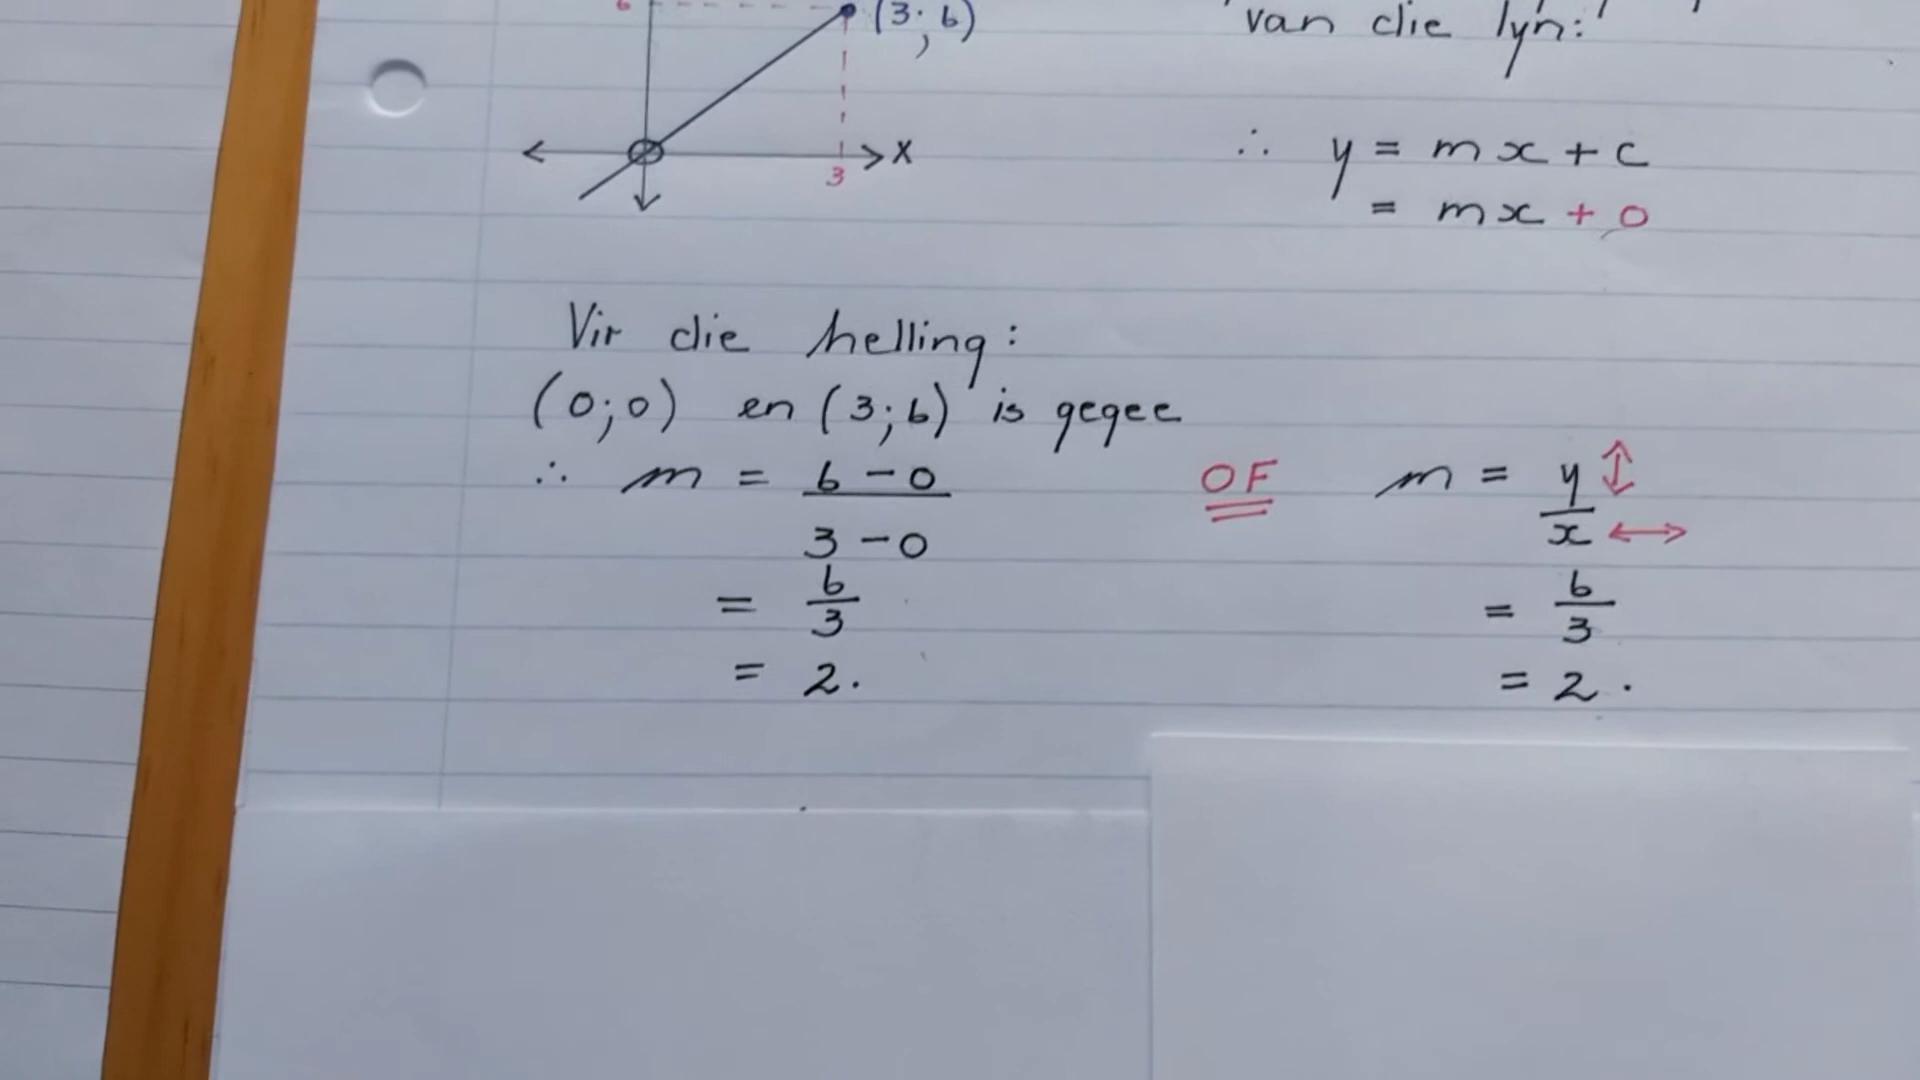 6
(3; 6)
van die lyn:
X
3
∴ y = mx + c
= mx + 0
Vir die helling:
(0;0) en (3;6) is gegee
∴ m = 6 - 0
3 - 0
= 6
3
= 2.
OF
m = y ↕
x ↔
= 6
3
= 2.